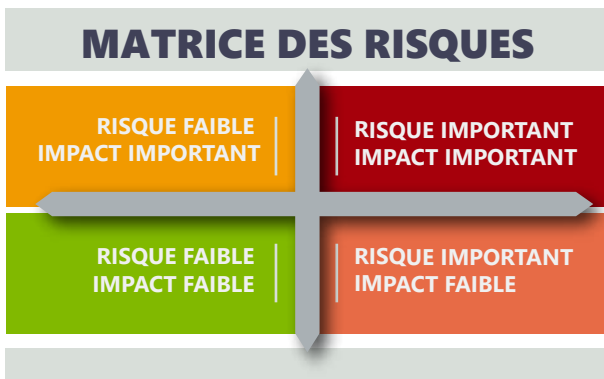 MATRICE DES RISQUES
RISQUE FAIBLE
IMPACT IMPORTANT
RISQUE IMPORTANT
IMPACT IMPORTANT
RISQUE FAIBLE
IMPACT FAIBLE
RISQUE IMPORTANT
IMPACT FAIBLE